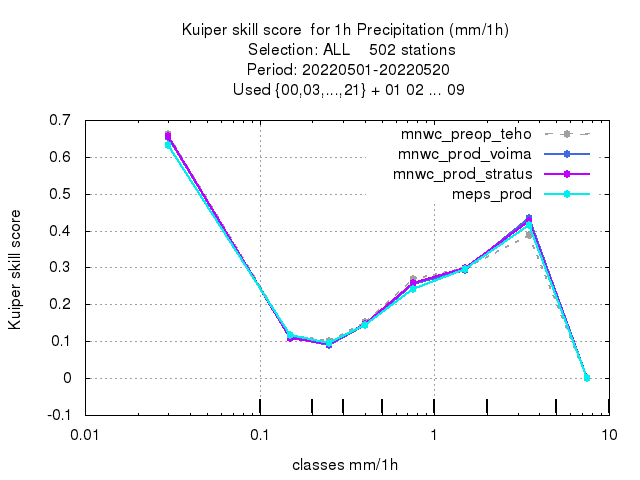 Kuiper skill score  for 1h Precipitation (mm/1h)
Selection: ALL    502 stations
Period: 20220501-20220520
Used {00,03,...,21} + 01 02 ... 09
mnwc_preop_teho
mnwc_prod_voima
mnwc_prod_stratus
meps_prod
Kuiper skill score
0.7
0.6
0.5
0.4
0.3
0.2
0.1
0
-0.1
0.01 0.1 1 10
classes mm/1h